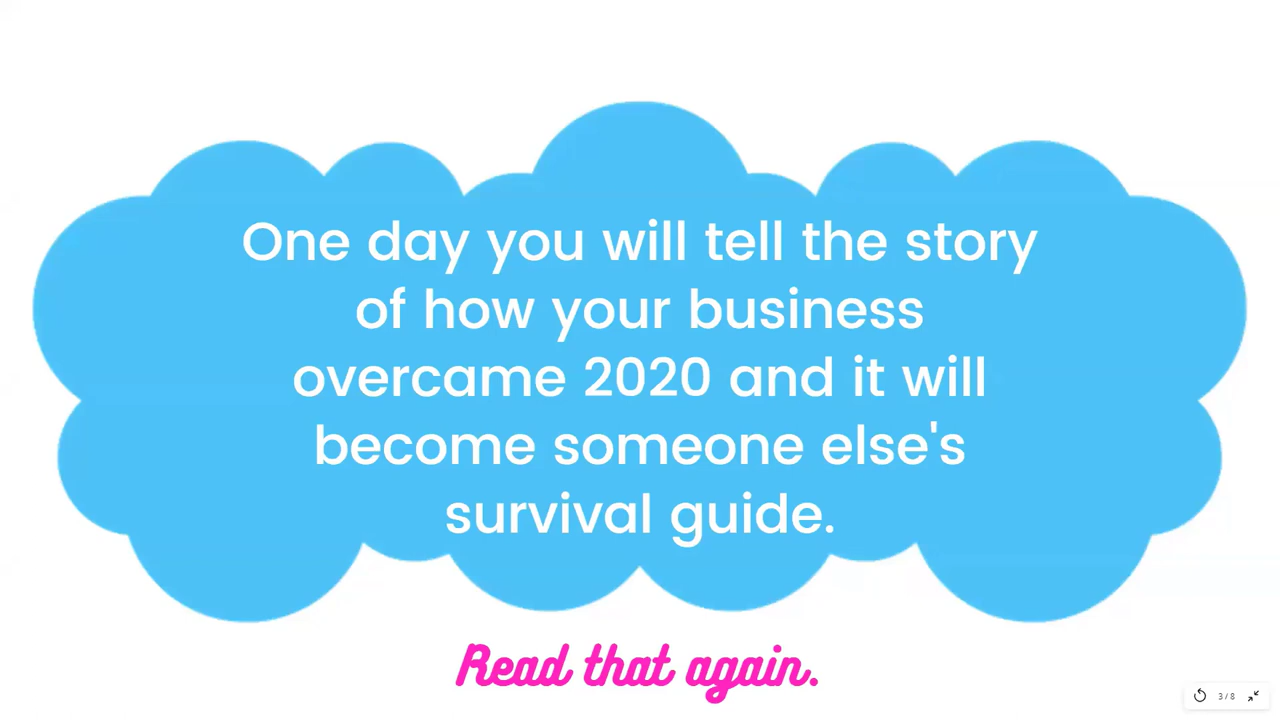 One day you will tell the story
of how your business
overcame 2020 and it will
become someone else's
survival guide.
Read that again.
3 / 8